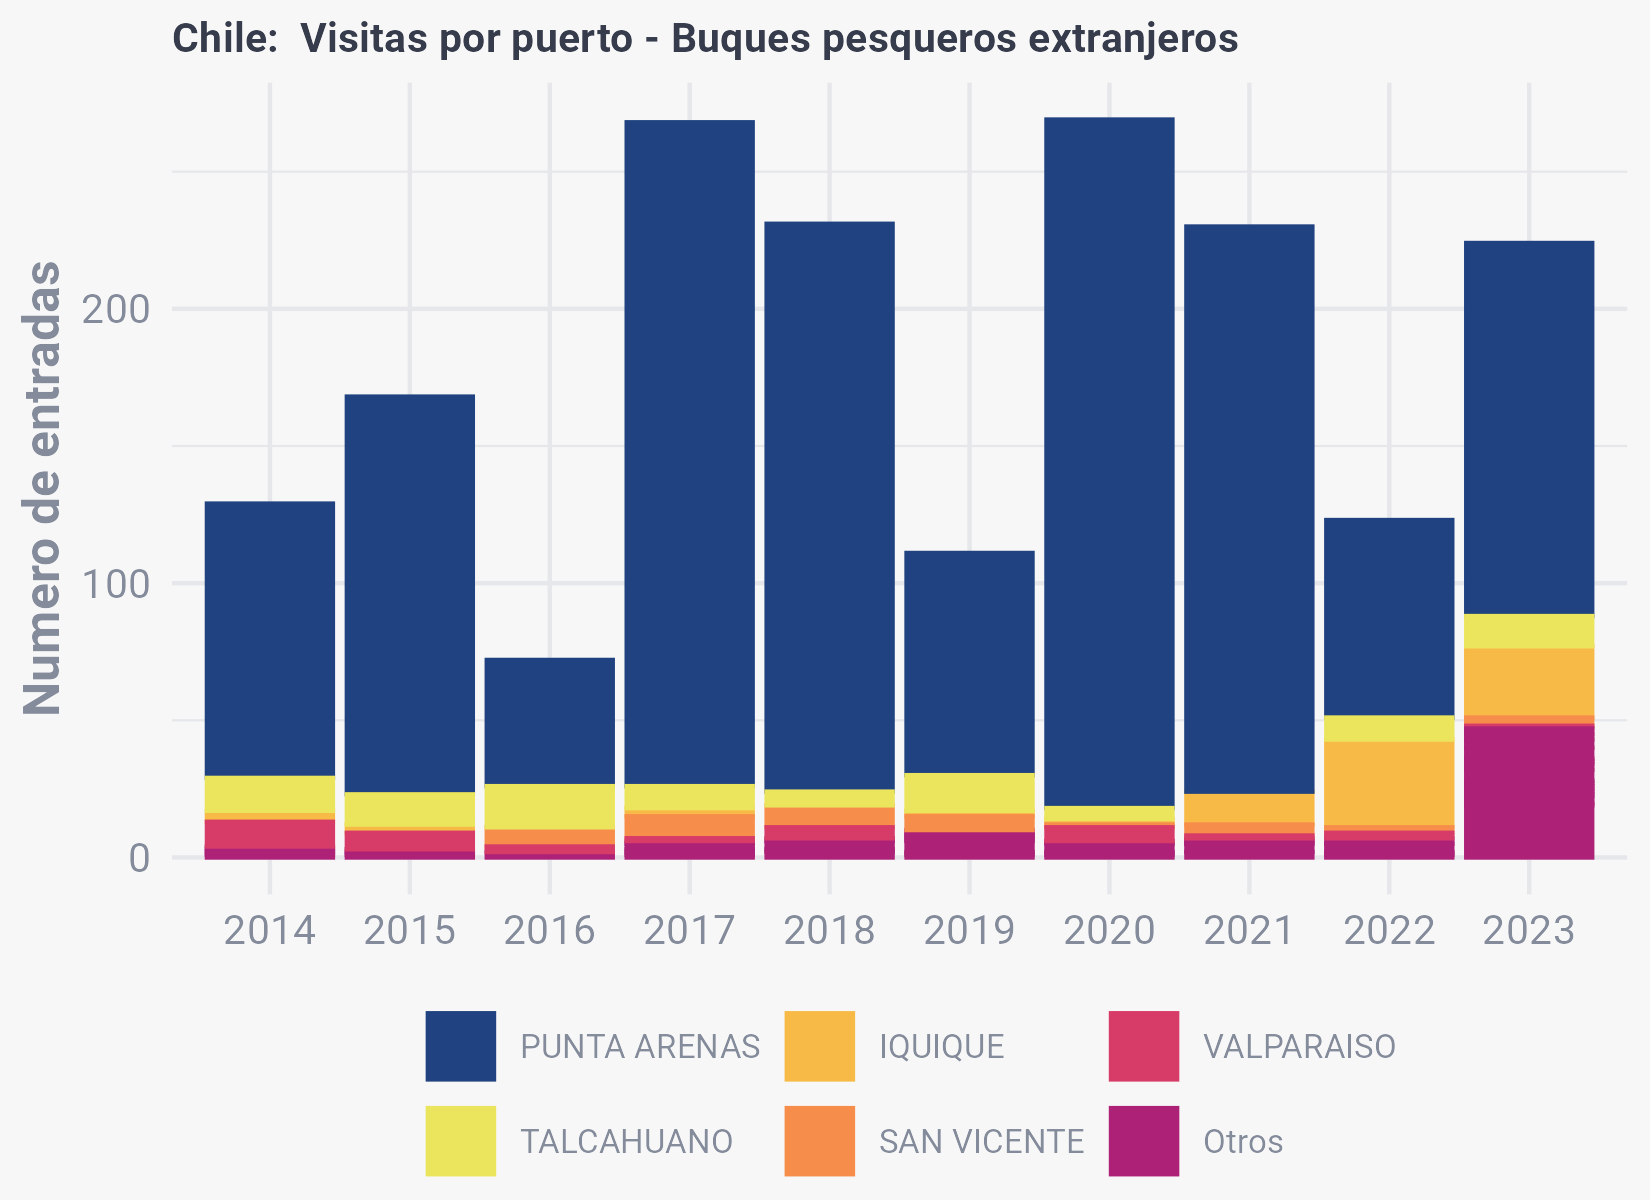 Chile:  Visitas por puerto - Buques pesqueros extranjeros
Numero de entradas
200
100
0
2014 2015 2016 2017 2018 2019 2020 2021 2022 2023
PUNTA ARENAS IQUIQUE VALPARAISO
TALCAHUANO SAN VICENTE Otros